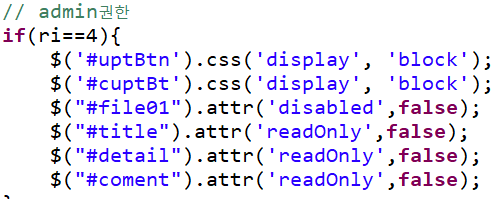 // admin권한
if(ri==4){
$('#uptBtn').css('display', 'block');
$('#cuptBt').css('display', 'block');
$("#file01").attr('disabled',false);
$("#title").attr('readOnly',false);
$("#detail").attr('readOnly',false);
$("#coment").attr('readOnly',false);